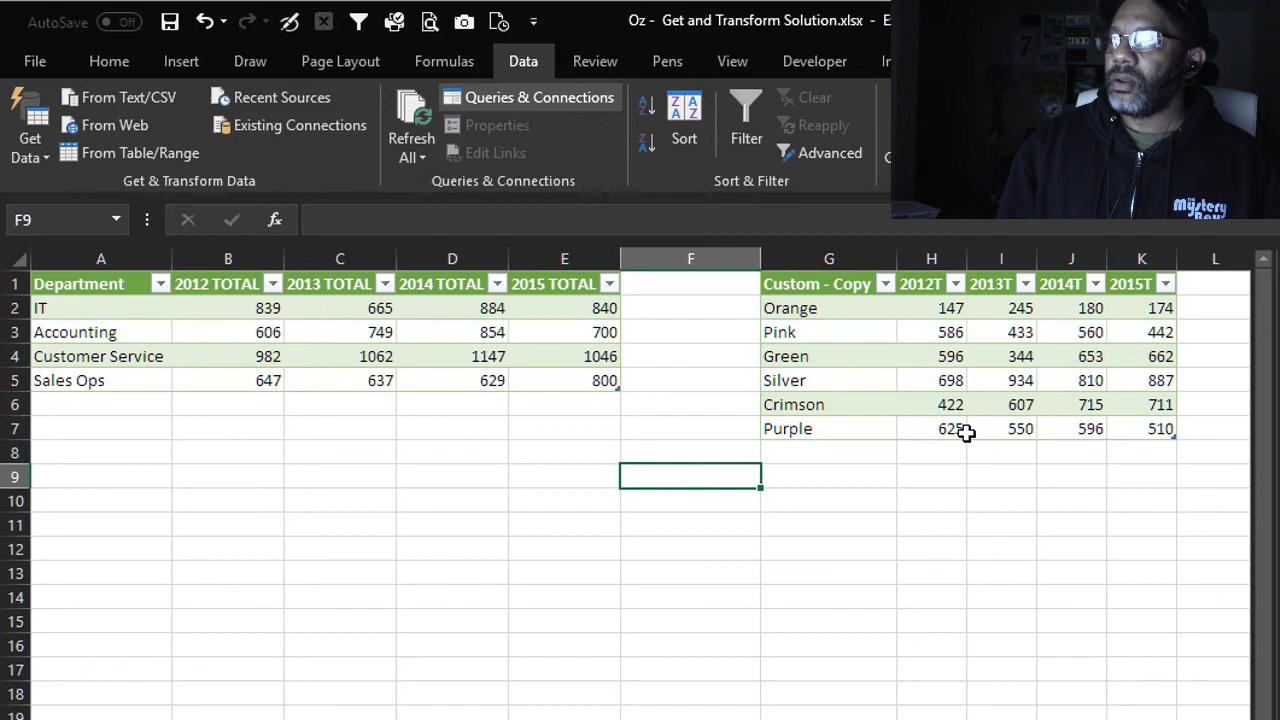 AutoSave Off Oz - Get and Transform Solution.xlsx - E
File Home Insert Draw Page Layout Formulas Data Review Pens View Developer
Get Data
From Text/CSV
From Web
From Table/Range
Recent Sources
Existing Connections
Get & Transform Data
Refresh All
Queries & Connections
Properties
Edit Links
Queries & Connections
Sort
Filter
Clear
Reapply
Advanced
Sort & Filter
The
Mystery
F9 fx
A B C D E F G H I J K L
1 Department 2012 TOTAL 2013 TOTAL 2014 TOTAL 2015 TOTAL Custom - Copy 2012T 2013T 2014T 2015T
2 IT 839 665 884 840 Orange 147 245 180 174
3 Accounting 606 749 854 700 Pink 586 433 560 442
4 Customer Service 982 1062 1147 1046 Green 596 344 653 662
5 Sales Ops 647 637 629 800 Silver 698 934 810 887
6 Crimson 422 607 715 711
7 Purple 625 550 596 510
8
9
10
11
12
13
14
15
16
17
18
19